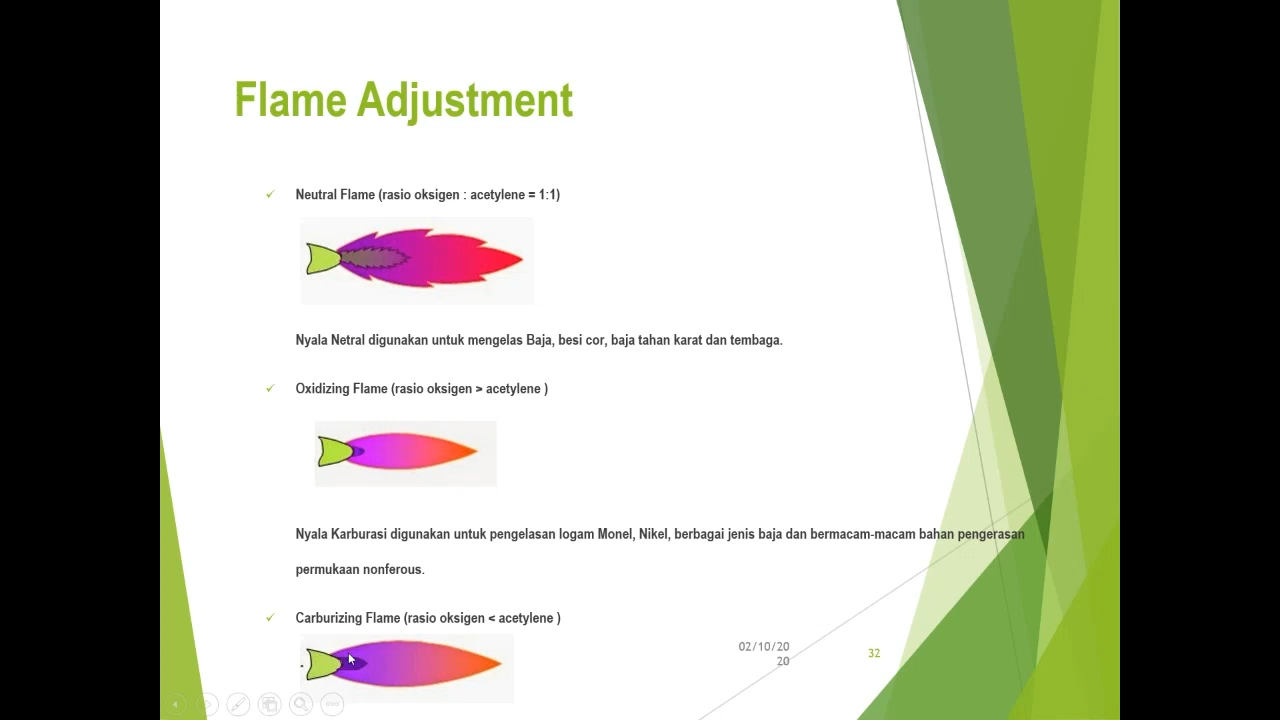 Flame Adjustment
Neutral Flame (rasio oksigen : acetylene = 1:1)
Nyala Netral digunakan untuk mengelas Baja, besi cor, baja tahan karat dan tembaga.
Oxidizing Flame (rasio oksigen > acetylene )
Nyala Karburasi digunakan untuk pengelasan logam Monel, Nikel, berbagai jenis baja dan bermacam-macam bahan pengerasan
permukaan nonferous.
Carburizing Flame (rasio oksigen < acetylene )
02/10/20
20
32